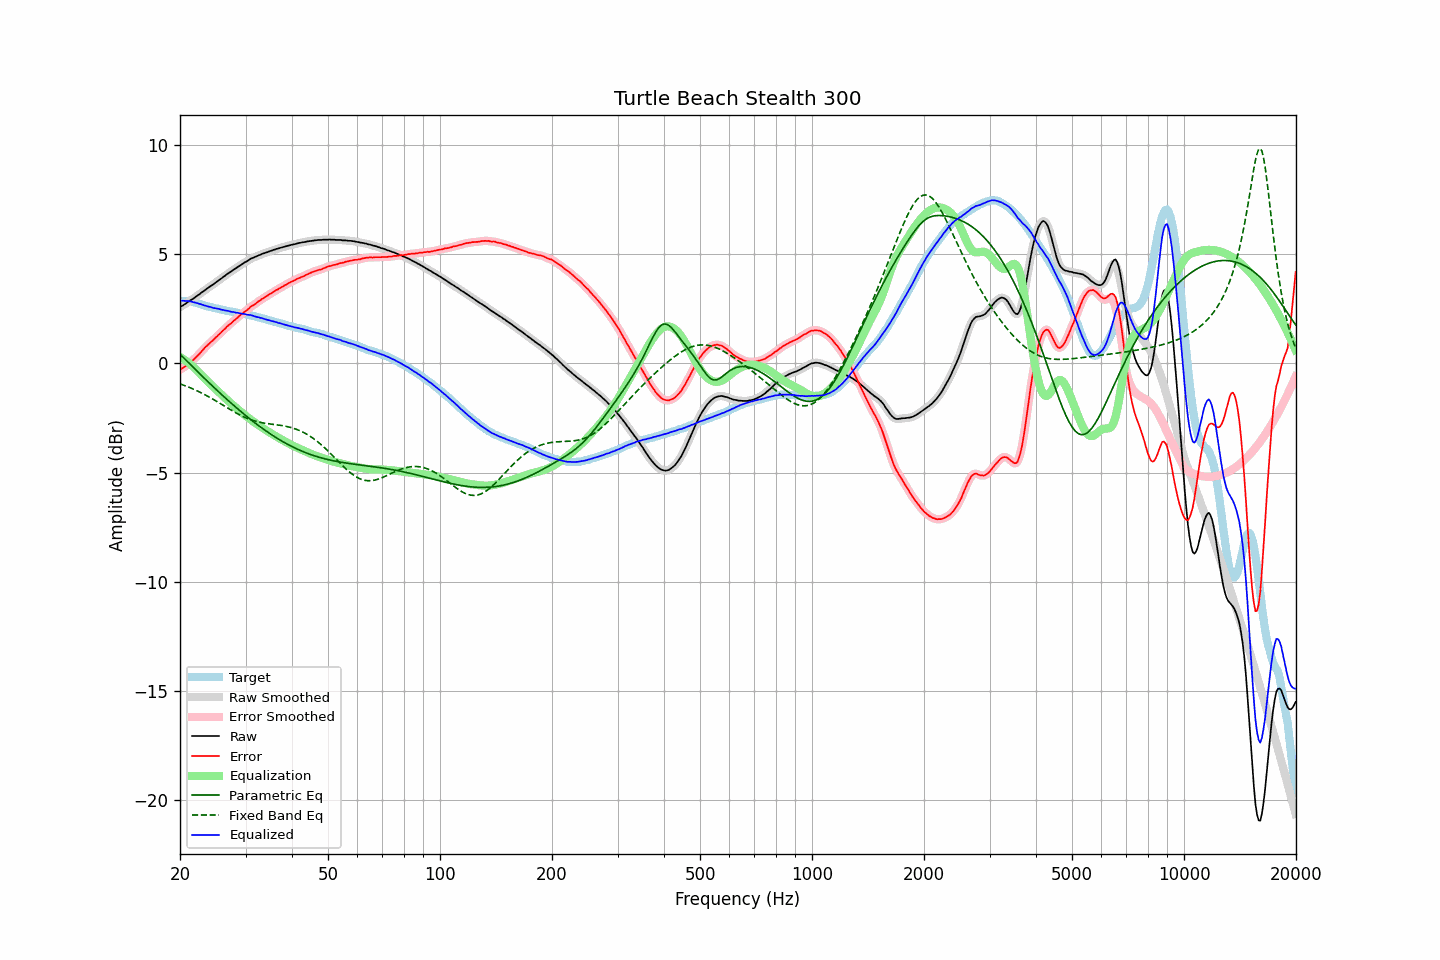 Turtle Beach Stealth 300
10
5
0
−5
−10
−15
−20
Amplitude (dBr)
Target
Raw Smoothed
Error Smoothed
Raw
Error
Equalization
Parametric Eq
Fixed Band Eq
Equalized
20 50 100 200 500 1000 2000 5000 10000 20000
Frequency (Hz)